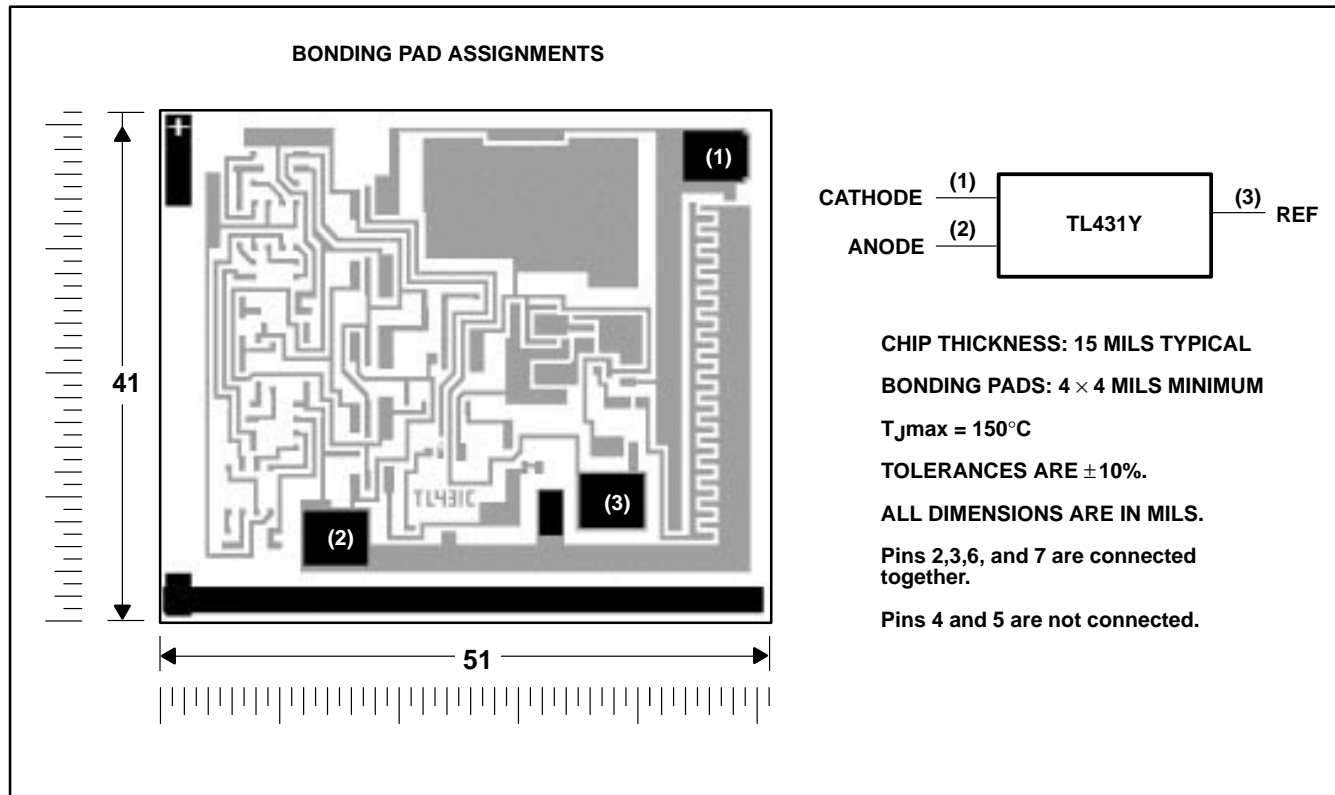 BONDING PAD ASSIGNMENTS
(1)
(2)
(3)
TL431C
41
51
CATHODE
(1)
ANODE
(2)
TL431Y
(3)
REF
CHIP THICKNESS: 15 MILS TYPICAL
BONDING PADS: 4 × 4 MILS MINIMUM
TJmax = 150°C
TOLERANCES ARE ±10%.
ALL DIMENSIONS ARE IN MILS.
Pins 2,3,6, and 7 are connected
together.
Pins 4 and 5 are not connected.